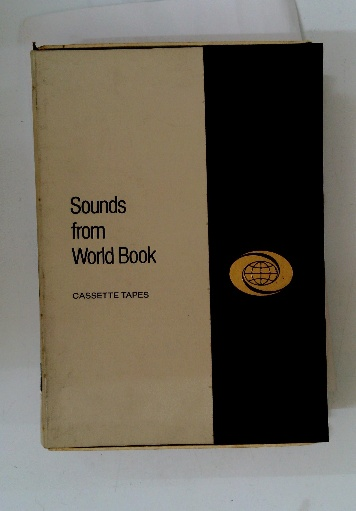 Sounds
from
World Book
CASSETTE TAPES